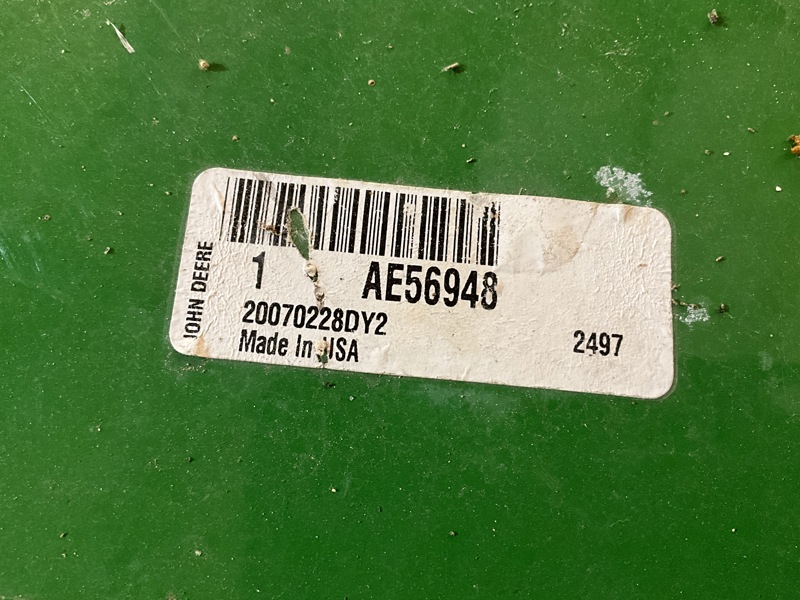 JOHN DEERE
1 AE56948
20070228DY2
Made In USA
2497